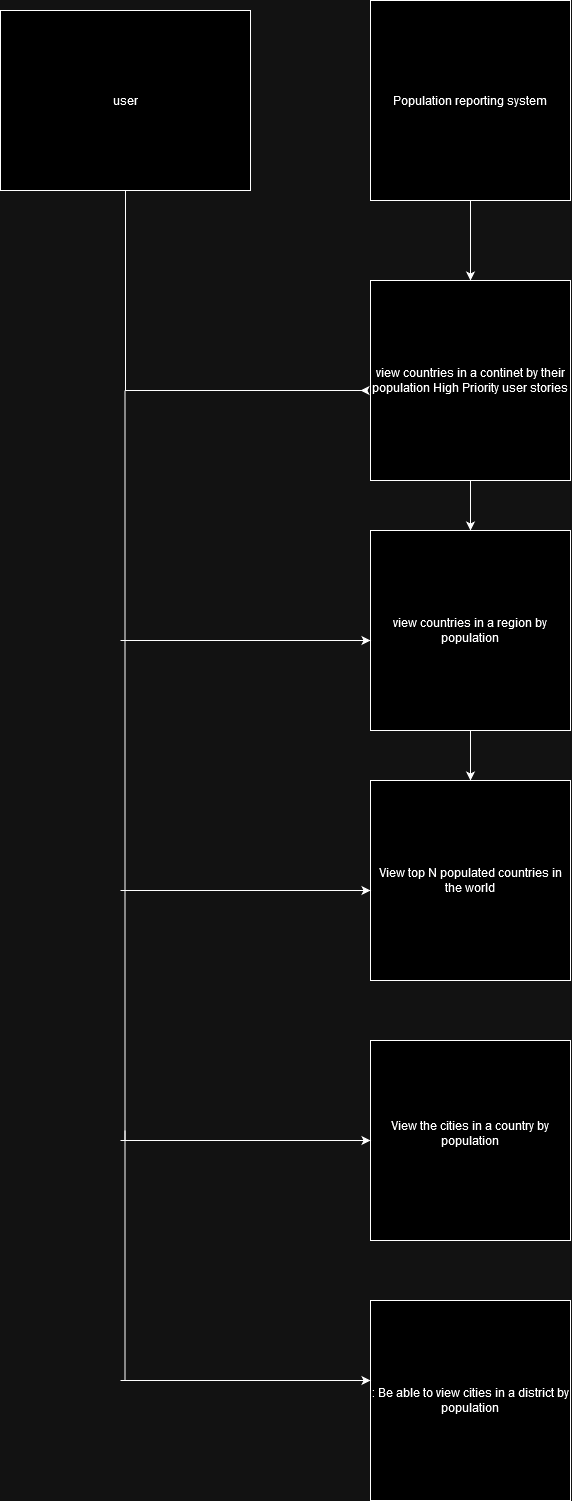 user
Population reporting system
view countries in a continet by their
population High Priority user stories
view countries in a region by
population
View top N populated countries in
the world
View the cities in a country by
population
: Be able to view cities in a district by
population